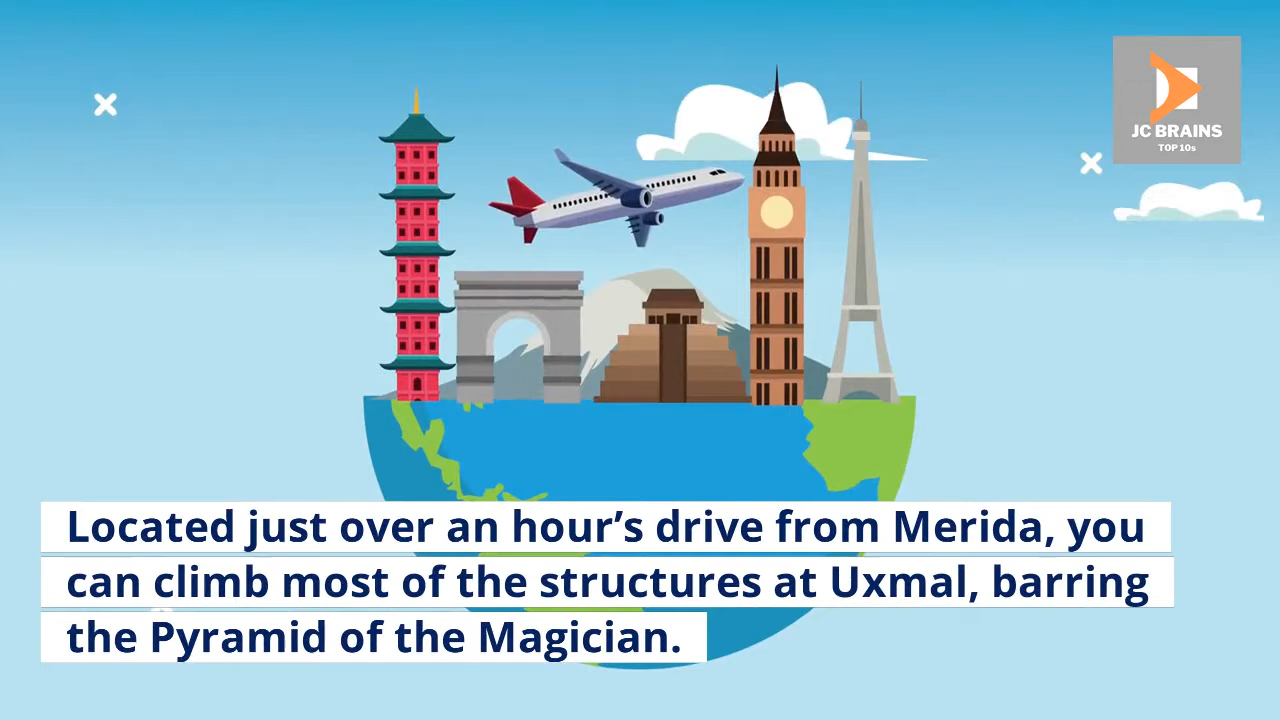 JC BRAINS
TOP 10s
Located just over an hour’s drive from Merida, you
can climb most of the structures at Uxmal, barring
the Pyramid of the Magician.